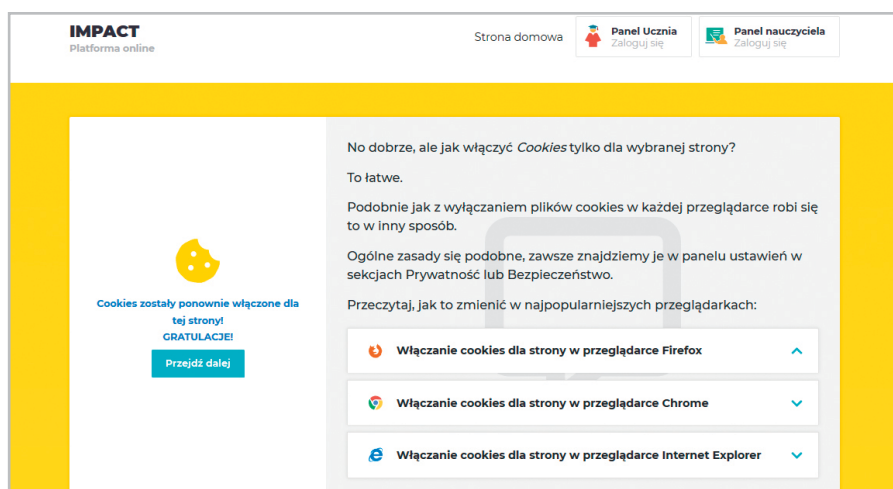 IMPACT
Platforma online
Strona domowa
Panel Ucznia
Zaloguj się
Panel nauczyciela
Zaloguj się
Cookies zostały ponownie włączone dla
tej strony!
GRATULACJE!
Przejdź dalej
No dobrze, ale jak włączyć Cookies tylko dla wybranej strony?
To łatwe.
Podobnie jak z wyłączaniem plików cookies w każdej przeglądarce robi się
to w inny sposób.
Ogólne zasady się podobne, zawsze znajdziemy je w panelu ustawień w
sekcjach Prywatność lub Bezpieczeństwo.
Przeczytaj, jak to zmienić w najpopularniejszych przeglądarkach:
Włączanie cookies dla strony w przeglądarce Firefox
Włączanie cookies dla strony w przeglądarce Chrome
Włączanie cookies dla strony w przeglądarce Internet Explorer